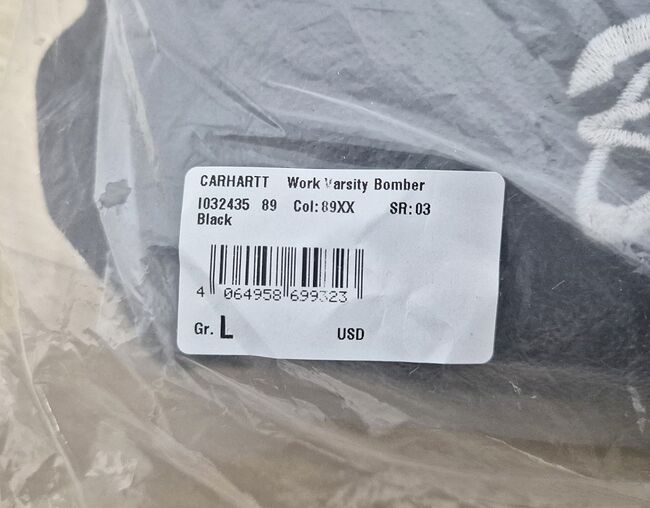 CARHARTT Work Varsity Bomber
I032435 89 Col:89XX SR:03
Black
4 064958 699323
Gr. L USD